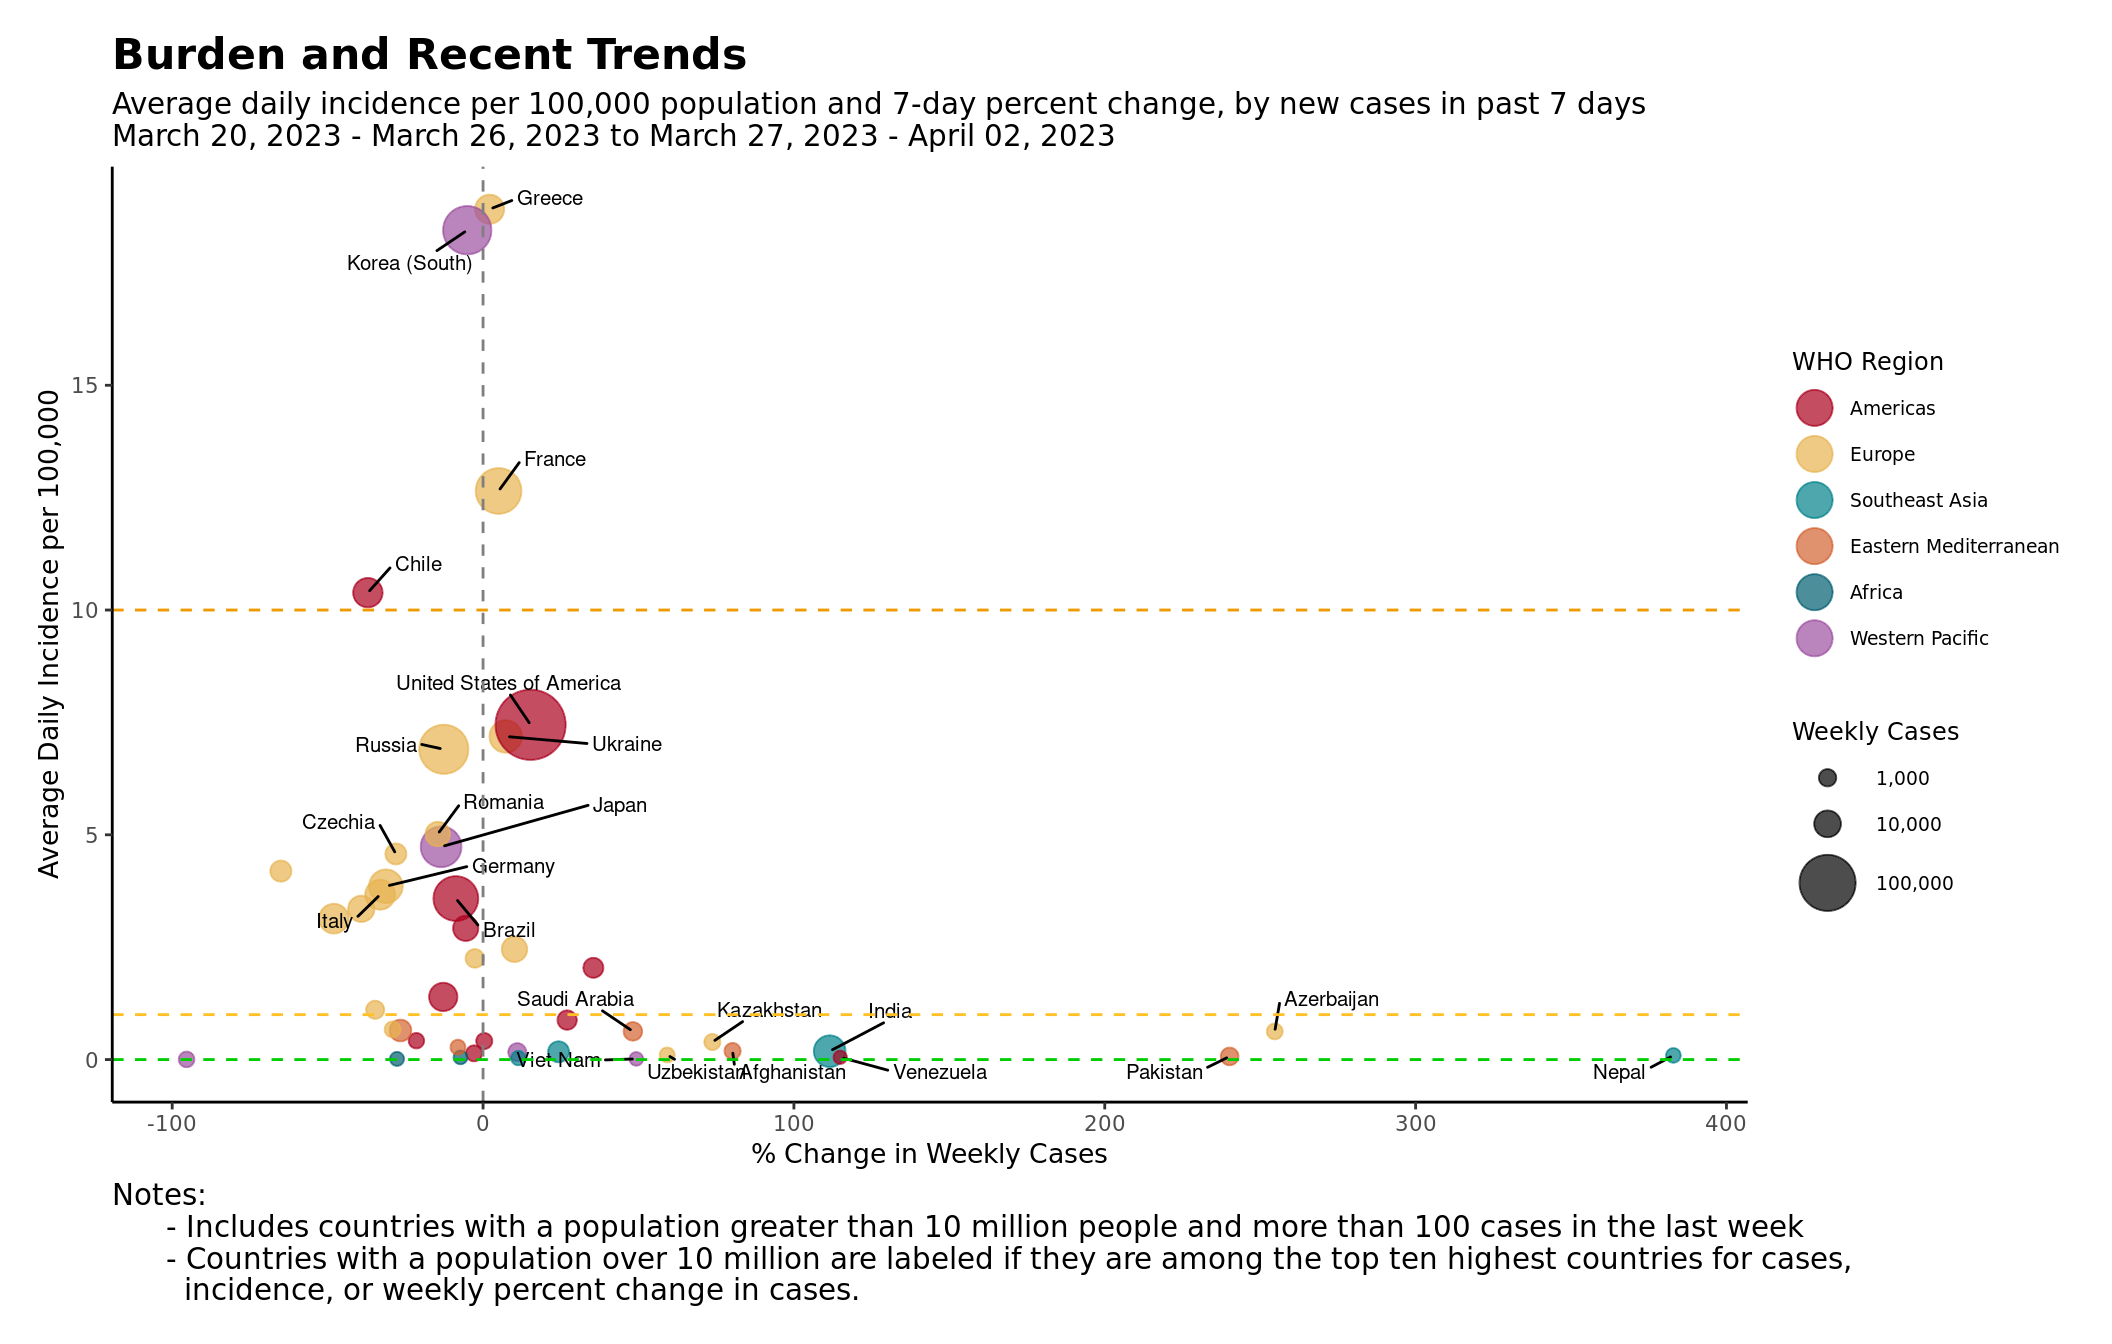 Burden and Recent Trends
Average daily incidence per 100,000 population and 7-day percent change, by new cases in past 7 days
March 20, 2023 - March 26, 2023 to March 27, 2023 - April 02, 2023
Average Daily Incidence per 100,000
15
10
5
0
Greece
Korea (South)
France
Chile
United States of America
Russia
Ukraine
Romania
Japan
Czechia
Germany
Italy
Brazil
Saudi Arabia
Kazakhstan
India
Azerbaijan
Viet Nam
Uzbekistan
Afghanistan
Venezuela
Pakistan
Nepal
-100
0
100
200
300
400
% Change in Weekly Cases
WHO Region
Americas
Europe
Southeast Asia
Eastern Mediterranean
Africa
Western Pacific
Weekly Cases
1,000
10,000
100,000
Notes:
- Includes countries with a population greater than 10 million people and more than 100 cases in the last week
- Countries with a population over 10 million are labeled if they are among the top ten highest countries for cases,
incidence, or weekly percent change in cases.